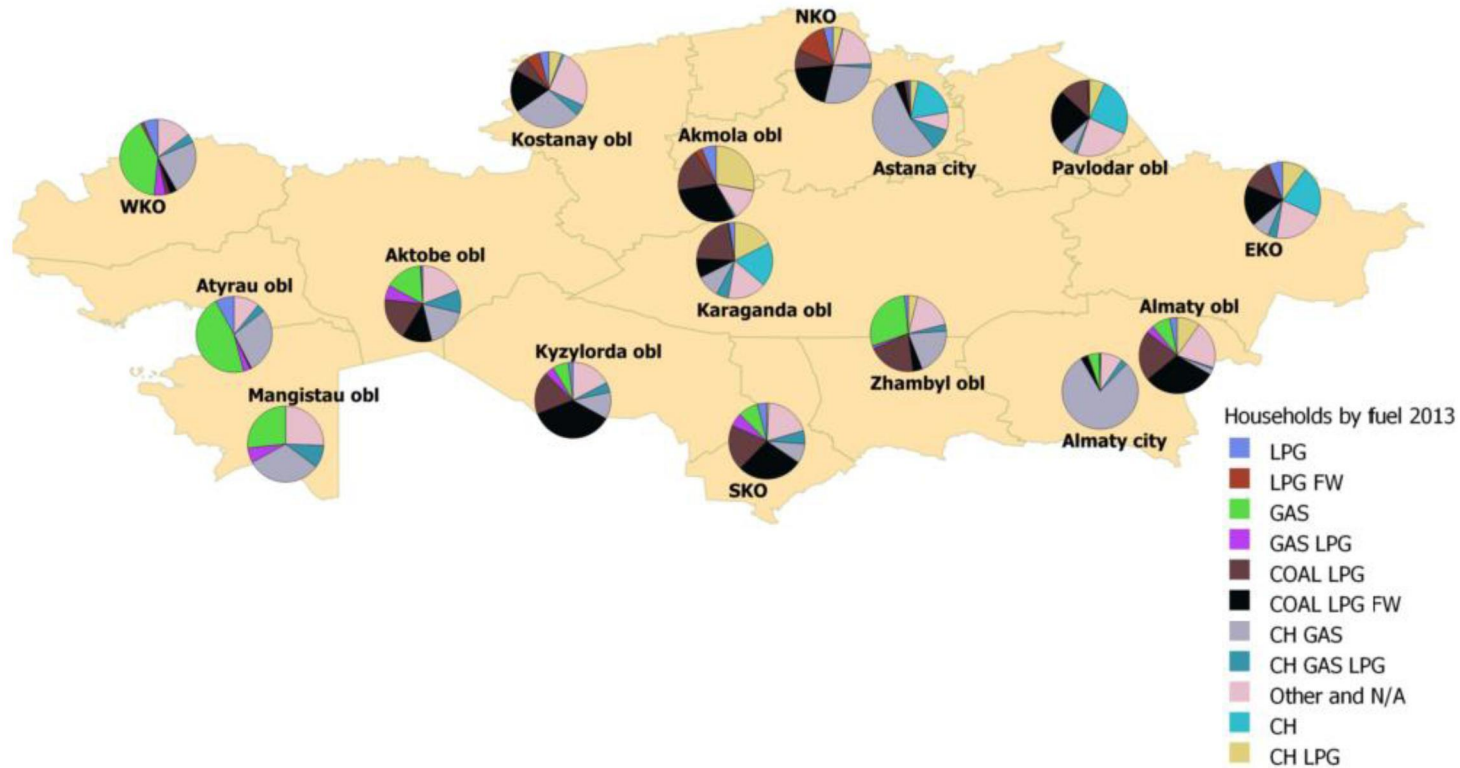 NKO
Kostanay obl
Akmola obl
Astana city
Pavlodar obl
WKO
EKO
Aktobe obl
Atyrau obl
Karaganda obl
Almaty obl
Kyzylorda obl
Zhambyl obl
Mangistau obl
Almaty city
SKO
Households by fuel 2013
LPG
LPG FW
GAS
GAS LPG
COAL LPG
COAL LPG FW
CH GAS
CH GAS LPG
Other and N/A
CH
CH LPG